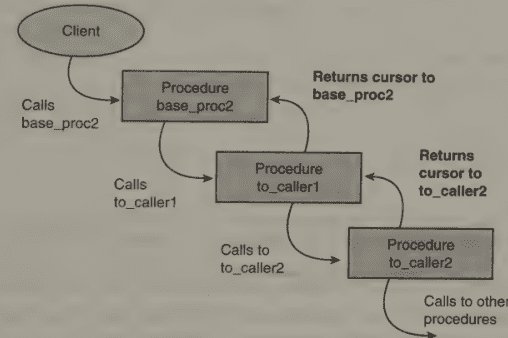 Client
Calls
base_proc2
Procedure
base_proc2
Returns cursor to
base_proc2
Calls
to_caller1
Procedure
to_caller1
Returns
cursor to
to_caller2
Calls to
to_caller2
Procedure
to_caller2
Calls to other
procedures